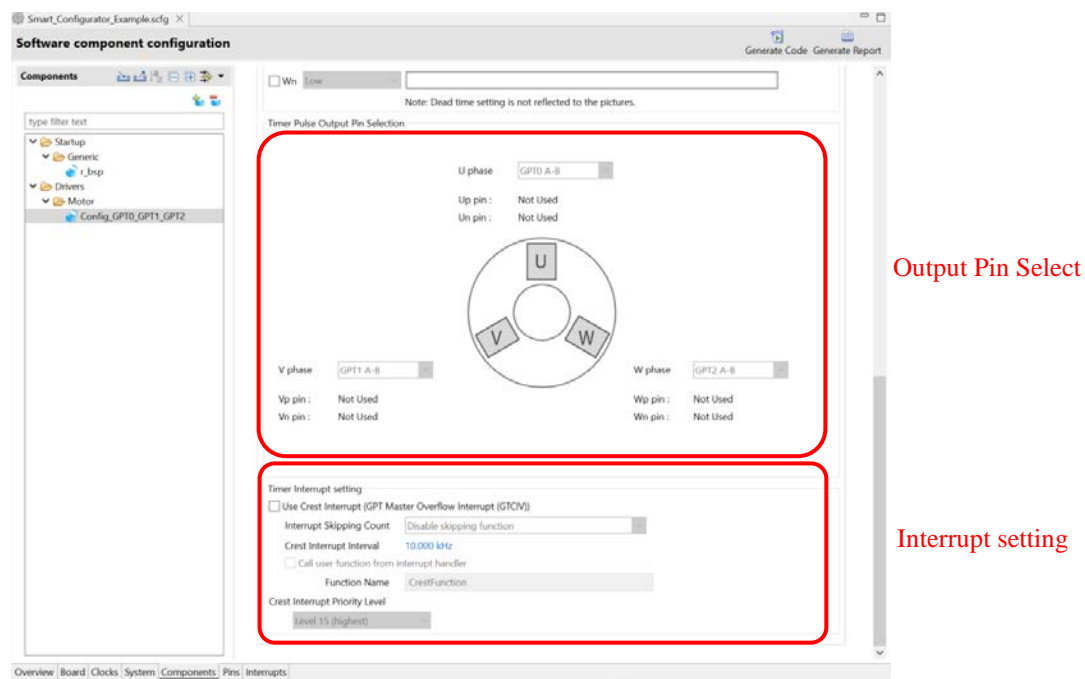 Smart_Configurator_Example.scfg
Software component configuration
Generate Code Generate Report
Components
type filter text
Startup
Generic
r_bsp
Drivers
Motor
Config_GPT0_GPT1_GPT2
Wn Low
Note: Dead time setting is not reflected to the pictures.
Timer Pulse Output Pin Selection
U phase GPT0 A-B
Up pin : Not Used
Un pin : Not Used
U
V
W
V phase GPT1 A-B
Vp pin : Not Used
Vn pin : Not Used
W phase GPT2 A-B
Wp pin : Not Used
Wn pin : Not Used
Output Pin Select
Timer Interrupt setting
Use Crest Interrupt (GPT Master Overflow Interrupt (GTCIV))
Interrupt Skipping Count Disable skipping function
Crest Interrupt Interval 10.000 kHz
Call user function from interrupt handler
Function Name CrestFunction
Crest Interrupt Priority Level
Level 15 (highest)
Interrupt setting
Overview Board Clocks System Components Pins Interrupts